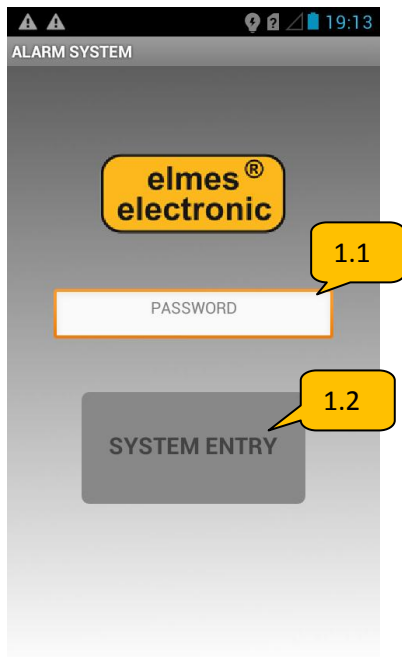 19:13
ALARM SYSTEM
elmes®
electronic
1.1
PASSWORD
1.2
SYSTEM ENTRY